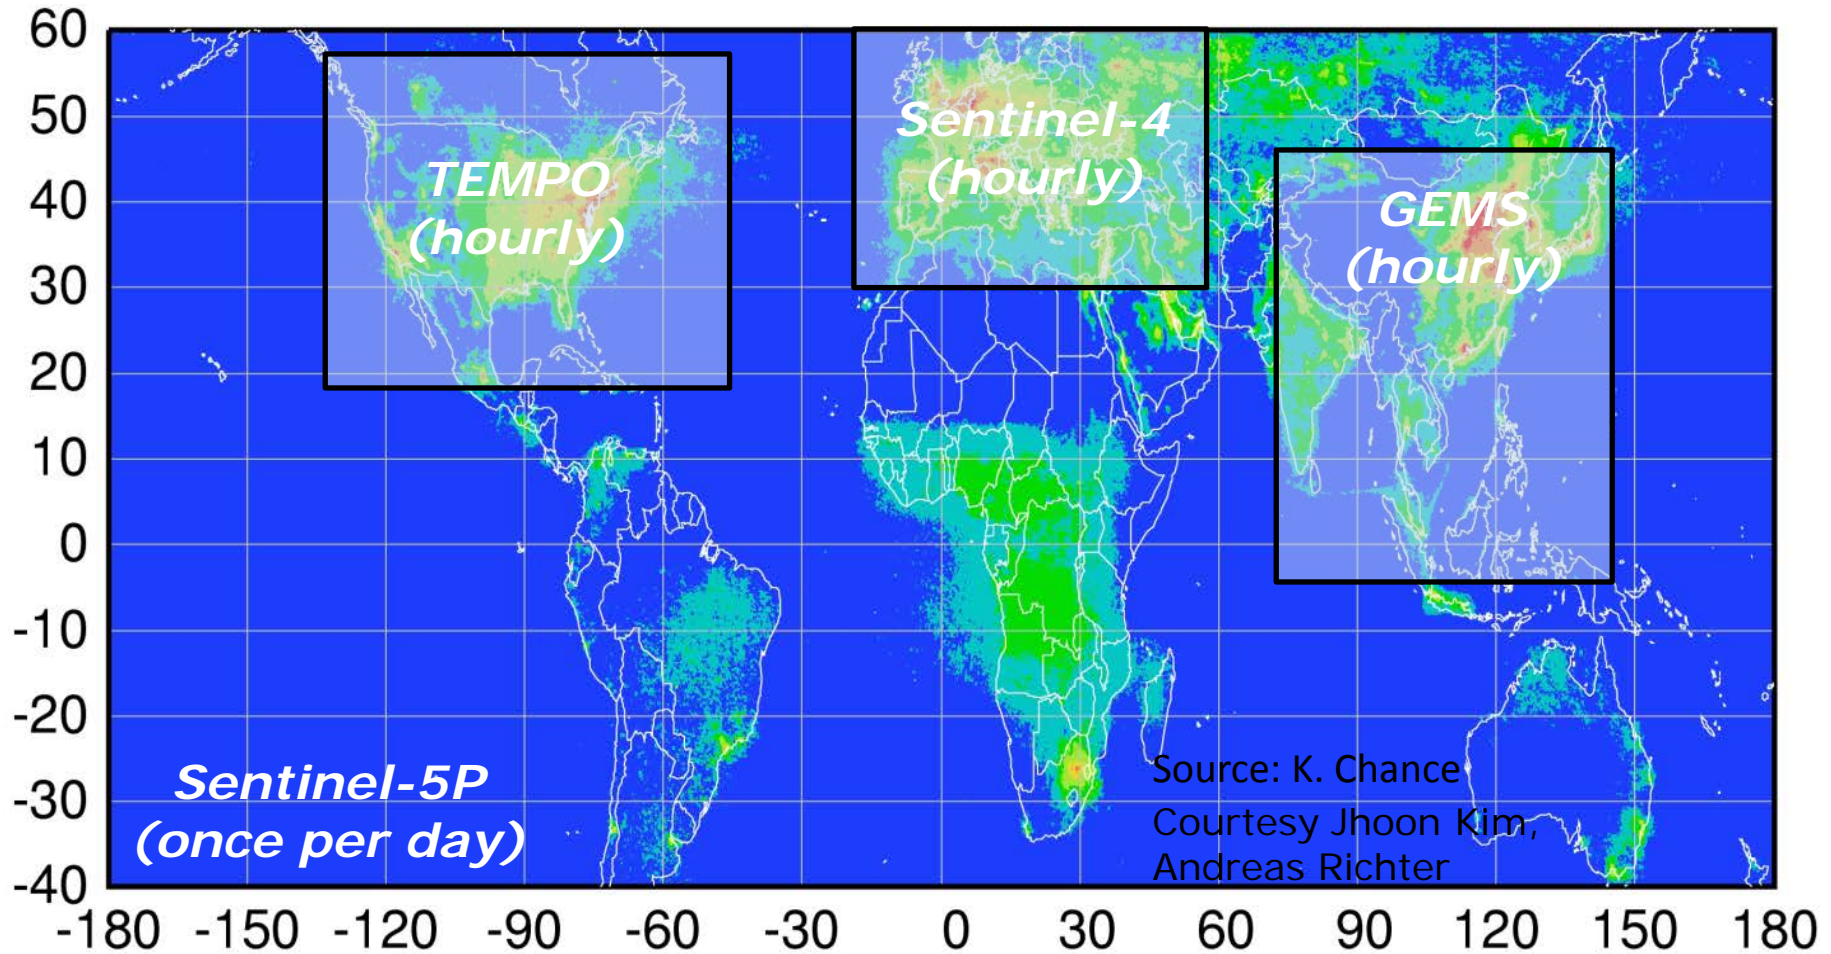 60
50
40
30
20
10
0
-10
-20
-30
-40
TEMPO
(hourly)
Sentinel-4
(hourly)
GEMS
(hourly)
Sentinel-5P
(once per day)
Source: K. Chance
Courtesy Jhoon Kim,
Andreas Richter
-180 -150 -120 -90 -60 -30 0 30 60 90 120 150 180